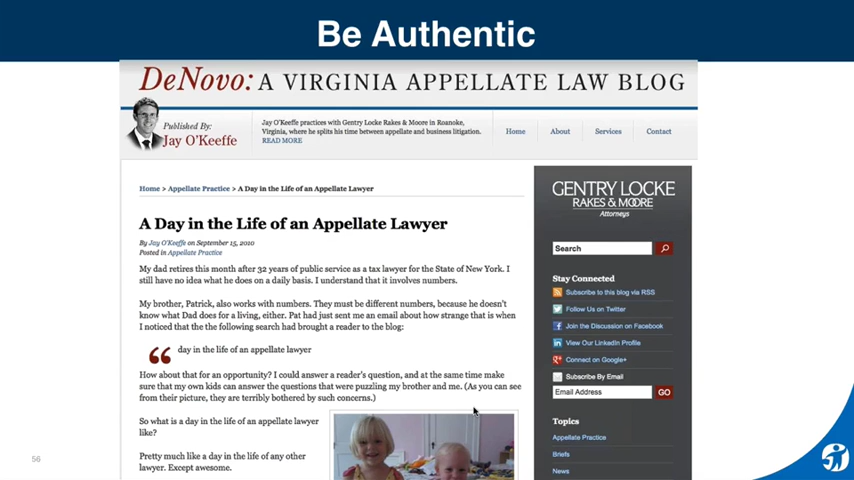 Be Authentic
DeNovo: A VIRGINIA APPELLATE LAW BLOG
Published By:
Jay O'Keeffe
Jay O'Keeffe practices with Gentry Locke Rakes & Moore in Roanoke,
Virginia, where he splits his time between appellate and business litigation.
READ MORE
Home
About
Services
Contact
Home > Appellate Practice > A Day in the Life of an Appellate Lawyer
A Day in the Life of an Appellate Lawyer
By Jay O'Keeffe on September 15, 2010
Posted in Appellate Practice
My dad retires this month after 32 years of public service as a tax lawyer for the State of New York. I
still have no idea what he does on a daily basis. I understand that it involves numbers.
My brother, Patrick, also works with numbers. They must be different numbers, because he doesn't
know what Dad does for a living, either. Pat had just sent me an email about how strange that is when
I noticed that the the following search had brought a reader to the blog:
day in the life of an appellate lawyer
How about that for an opportunity? I could answer a reader's question, and at the same time make
sure that my own kids can answer the questions that were puzzling my brother and me. (As you can see
from their picture, they are terribly bothered by such concerns.)
So what is a day in the life of an appellate lawyer
like?
Pretty much like a day in the life of any other
lawyer. Except awesome.
GENTRY LOCKE
RAKES & MOORE
Attorneys
Search
Stay Connected
Subscribe to this blog via RSS
Follow Us on Twitter
Join the Discussion on Facebook
View Our LinkedIn Profile
Connect on Google+
Subscribe By Email
Email Address
GO
Topics
Appellate Practice
Briefs
News
56